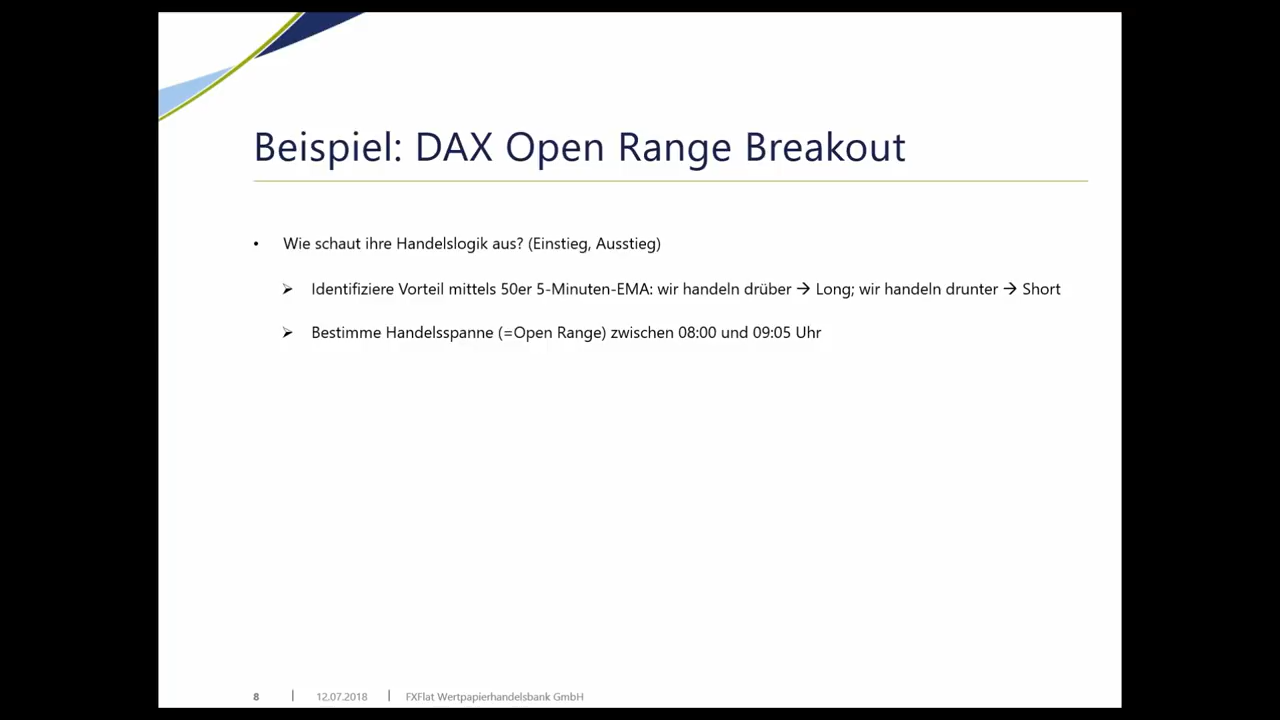 Beispiel: DAX Open Range Breakout
• Wie schaut ihre Handelslogik aus? (Einstieg, Ausstieg)
➢ Identifiziere Vorteil mittels 50er 5-Minuten-EMA: wir handeln drüber → Long; wir handeln drunter → Short
➢ Bestimme Handelsspanne (=Open Range) zwischen 08:00 und 09:05 Uhr
8 | 12.07.2018 | FXFlat Wertpapierhandelsbank GmbH